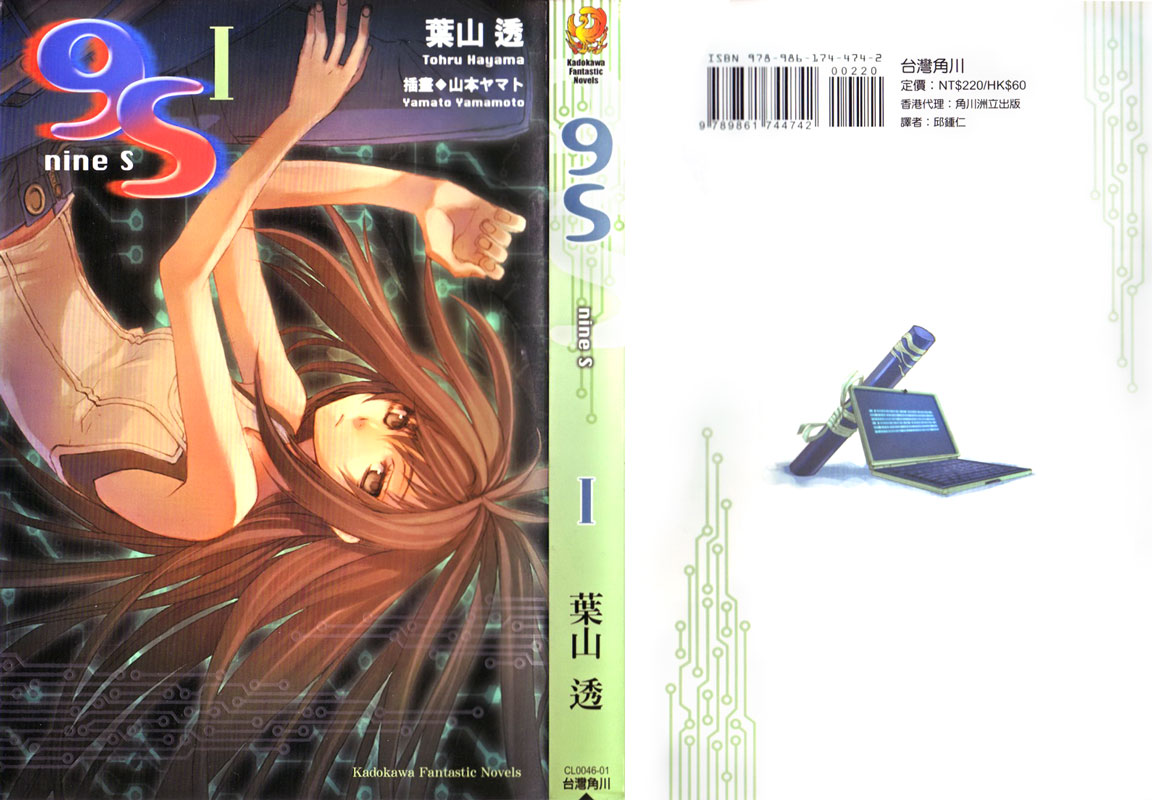 9S
I
nine S
葉山 透
Tohru Hayama
插畫◆山本ヤマト
Yamato Yamamoto
Kadokawa Fantastic Novels
Kadokawa
Fantastic
Novels
9S
nine S
I
葉山 透
CL0046-01
台灣角川
ISBN 978-986-174-474-2
00220
9 789861 744742
台灣角川
定價：NT$220/HK$60
香港代理：角川洲立出版
譯者：邱鍾仁